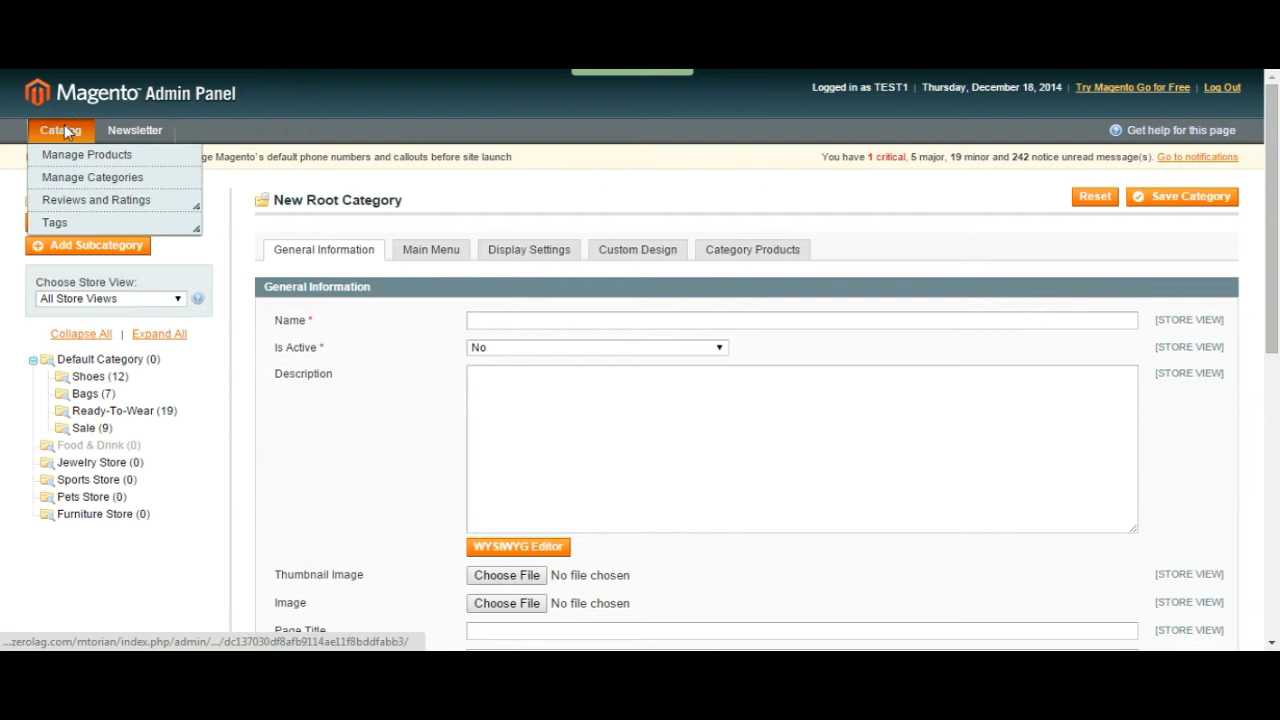 Magento Admin Panel
Logged in as TEST1 | Thursday, December 18, 2014 | Try Magento Go for Free | Log Out
Catalog Newsletter
Get help for this page
Manage Products
Manage Categories
Reviews and Ratings
Tags
ge Magento`s default phone numbers and callouts before site launch
You have 1 critical, 5 major, 19 minor and 242 notice unread message(s). Go to notifications
Add Subcategory
Choose Store View:
All Store Views
Collapse All | Expand All
Default Category (0)
Shoes (12)
Bags (7)
Ready-To-Wear (19)
Sale (9)
Food & Drink (0)
Jewelry Store (0)
Sports Store (0)
Pets Store (0)
Furniture Store (0)
New Root Category
Reset Save Category
General Information Main Menu Display Settings Custom Design Category Products
General Information
Name * [STORE VIEW]
Is Active * No [STORE VIEW]
Description [STORE VIEW]
WYSIWYG Editor
Thumbnail Image Choose File No file chosen [STORE VIEW]
Image Choose File No file chosen [STORE VIEW]
Page Title [STORE VIEW]
...zerolag.com/mtorian/index.php/admin/.../dc137030df8afb9114ae11f8bddfabb3/